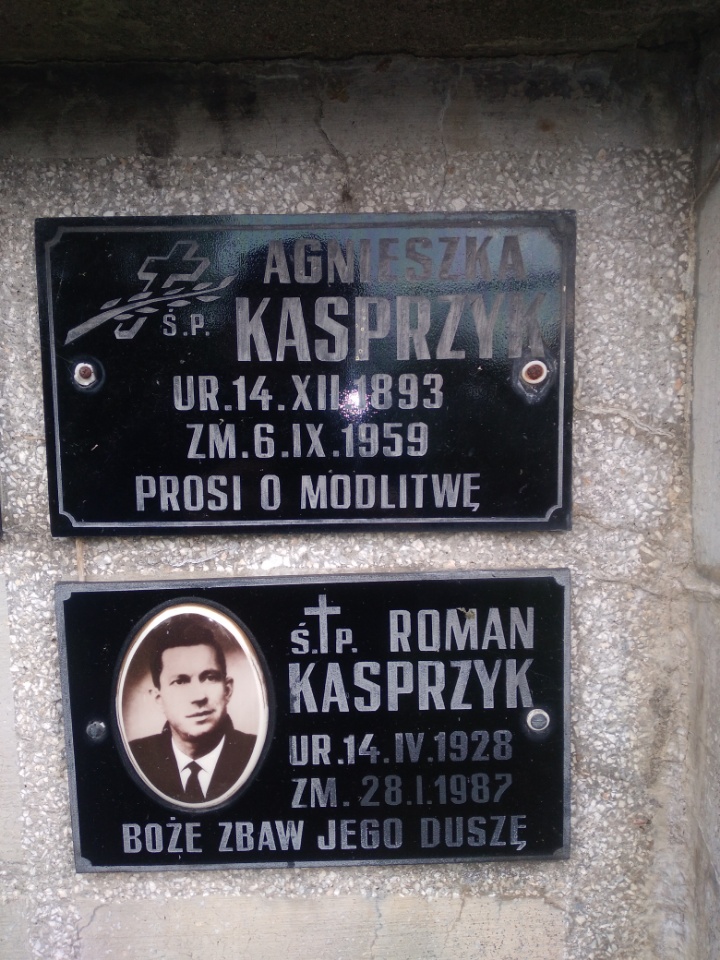 AGNIESZKA
Ś.P. KASPRZYK
UR.14.XII.1893
ZM.6.IX.1959
PROSI O MODLITWĘ
Ś.P. ROMAN
KASPRZYK
UR.14.IV.1928
ZM. 28.I.1987
BOŻE ZBAW JEGO DUSZĘ